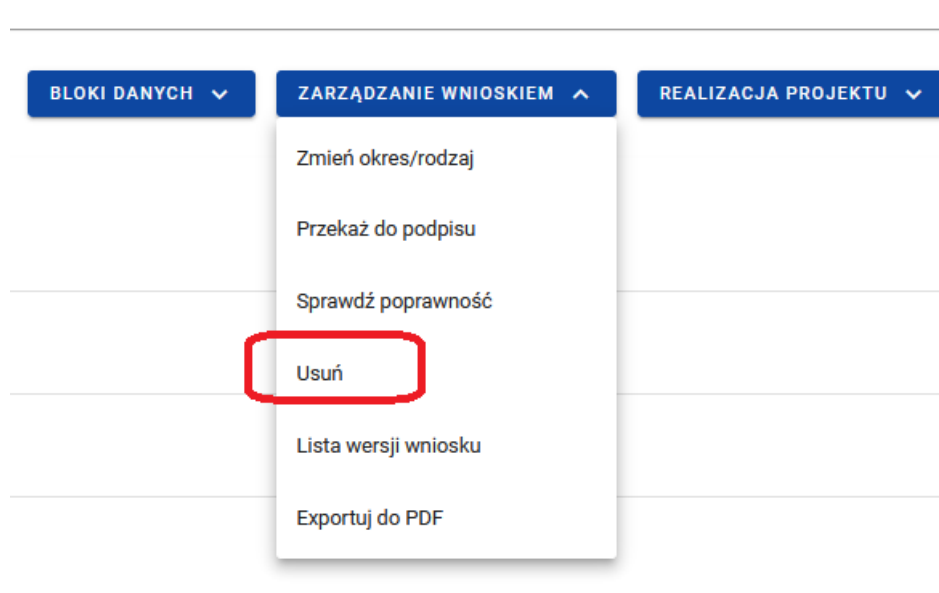 BLOKI DANYCH
ZARZĄDZANIE WNIOSKIEM
REALIZACJA PROJEKTU
Zmień okres/rodzaj
Przekaż do podpisu
Sprawdź poprawność
Usuń
Lista wersji wniosku
Exportuj do PDF